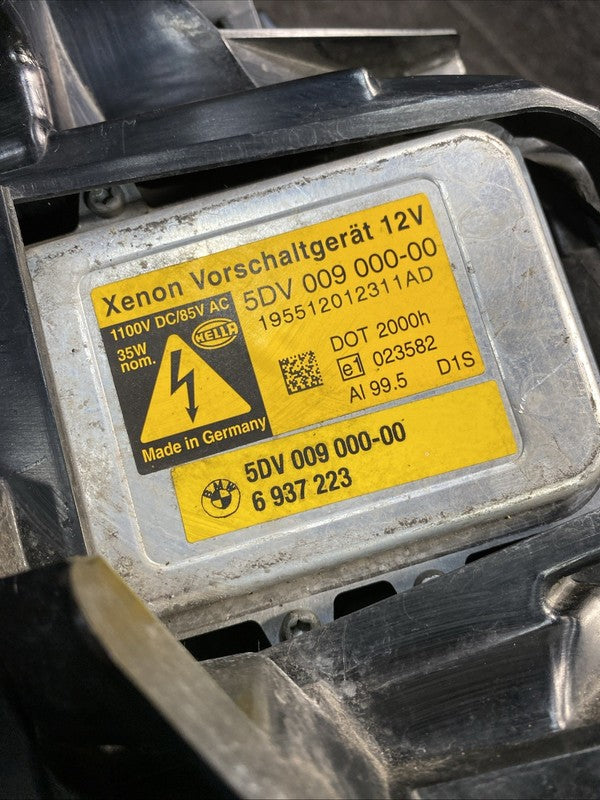 Xenon Vorschaltgerät 12V
1100V DC/85V AC
35W
nom.
HELLA
Made in Germany
5DV 009 000-00
195512012311AD
DOT 2000h
e1 023582
AI 99.5 D1S
5DV 009 000-00
BMW
6 937 223